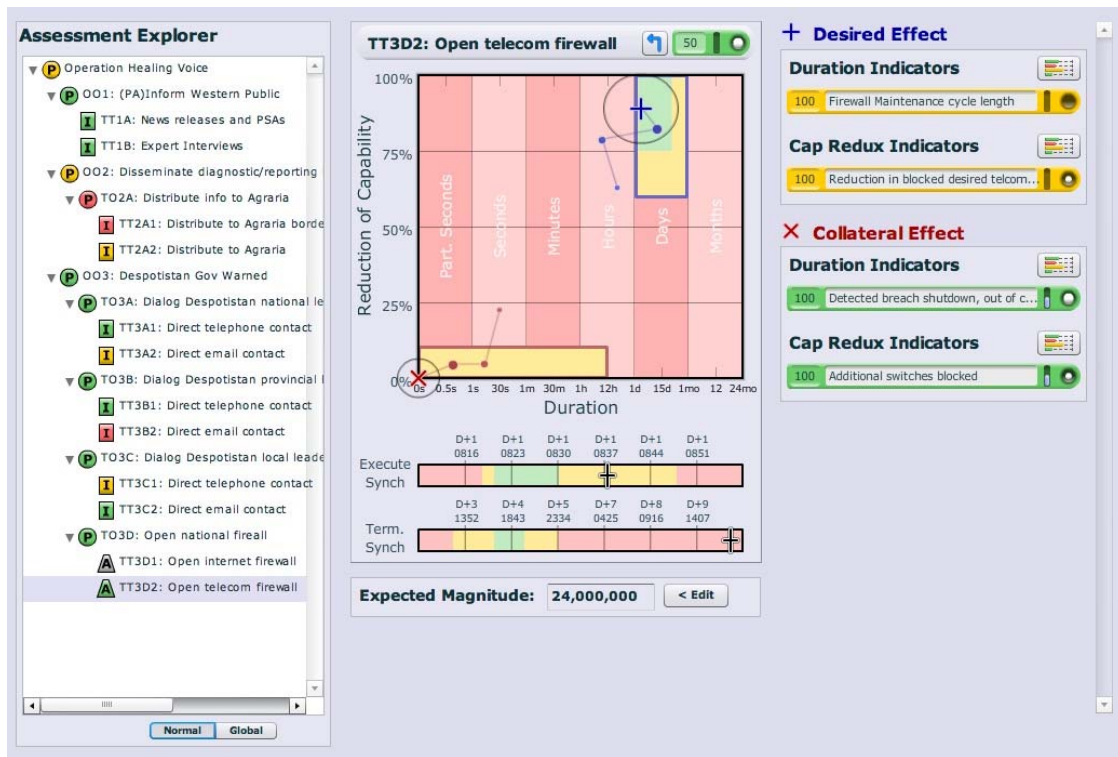 Assessment Explorer
P Operation Healing Voice
P OO1: (PA)Inform Western Public
I TT1A: News releases and PSAs
I TT1B: Expert Interviews
P OO2: Disseminate diagnostic/reporting
P TO2A: Distribute info to Agraria
I TT2A1: Distribute to Agraria borde
I TT2A2: Distribute to Agraria
P OO3: Despotistan Gov Warned
P TO3A: Dialog Despotistan national le
I TT3A1: Direct telephone contact
I TT3A2: Direct email contact
P TO3B: Dialog Despotistan provincial l
I TT3B1: Direct telephone contact
I TT3B2: Direct email contact
P TO3C: Dialog Despotistan local leade
I TT3C1: Direct telephone contact
I TT3C2: Direct email contact
P TO3D: Open national fireall
A TT3D1: Open internet firewall
A TT3D2: Open telecom firewall
Normal Global
TT3D2: Open telecom firewall 50
Reduction of Capability
100%
75%
50%
25%
0%
Part. Seconds
Seconds
Minutes
Hours
Days
Months
0s 0.5s 1s 30s 1m 30m 1h 12h 1d 15d 1mo 12 24mo
Duration
D+1 D+1 D+1 D+1 D+1 D+1
0816 0823 0830 0837 0844 0851
Execute
Synch
D+3 D+4 D+5 D+7 D+8 D+9
1352 1843 2334 0425 0916 1407
Term.
Synch
Expected Magnitude: 24,000,000 < Edit
Desired Effect
Duration Indicators
100 Firewall Maintenance cycle length
Cap Redux Indicators
100 Reduction in blocked desired telcom...
Collateral Effect
Duration Indicators
100 Detected breach shutdown, out of c...
Cap Redux Indicators
100 Additional switches blocked